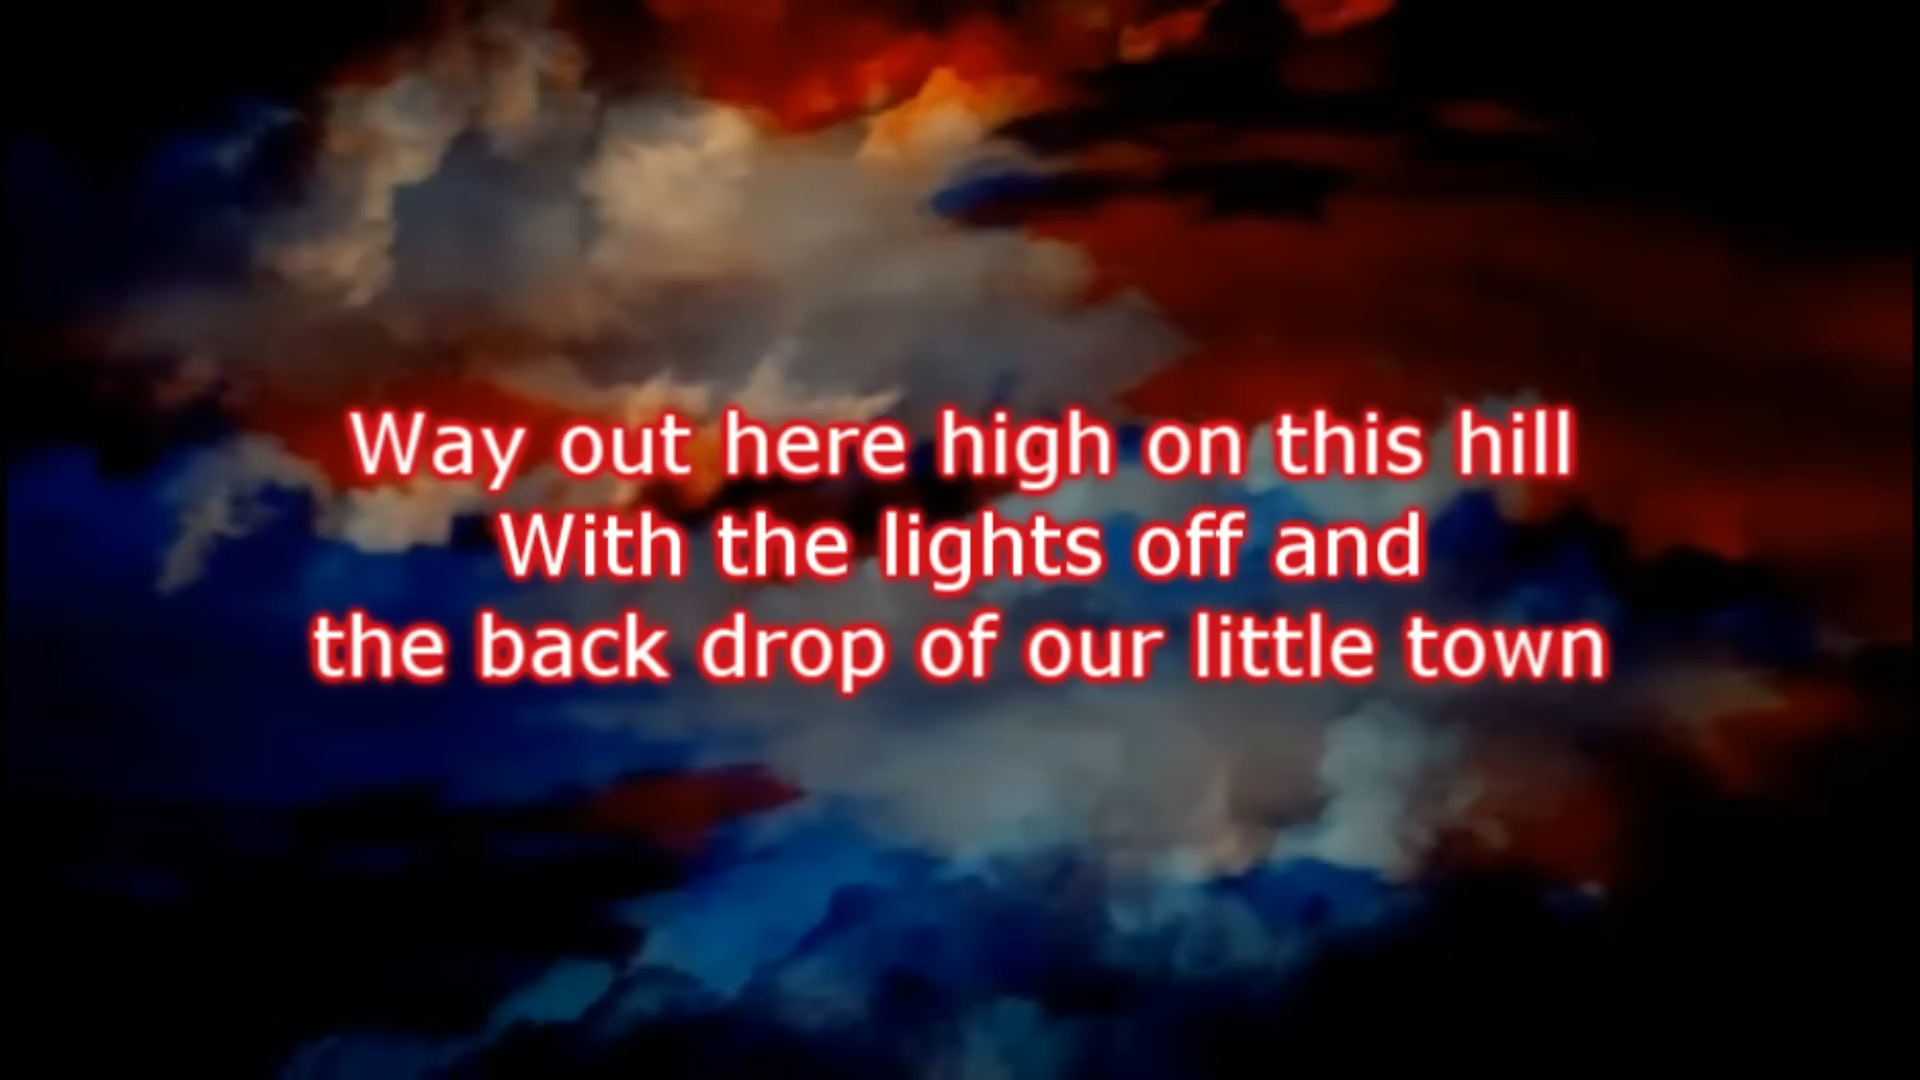 Way out here high on this hill
With the lights off and
the back drop of our little town